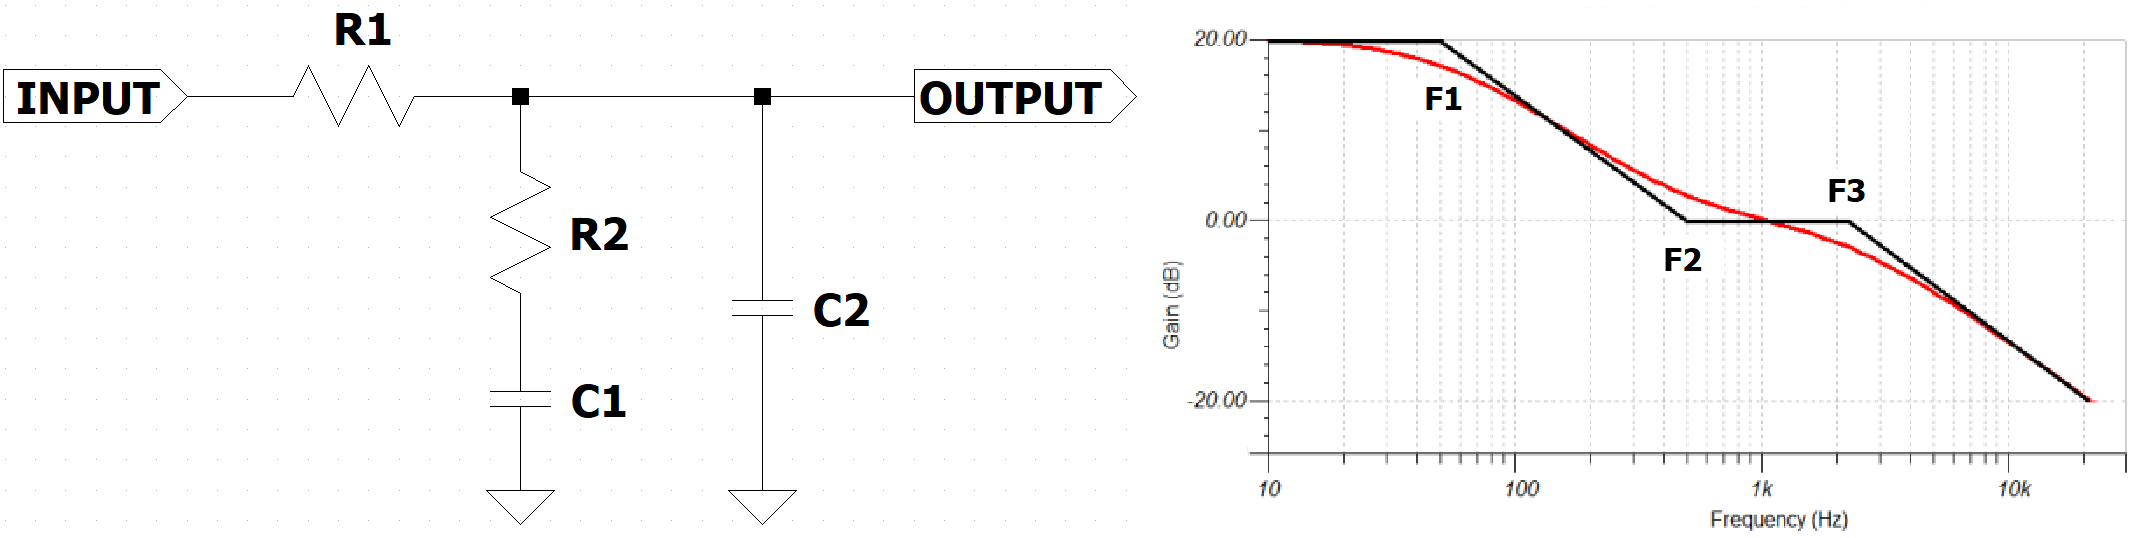 R1
INPUT
OUTPUT
R2
C2
C1
20.00
F1
F3
0.00
F2
Gain (dB)
-20.00
10 100 1k 10k
Frequency (Hz)